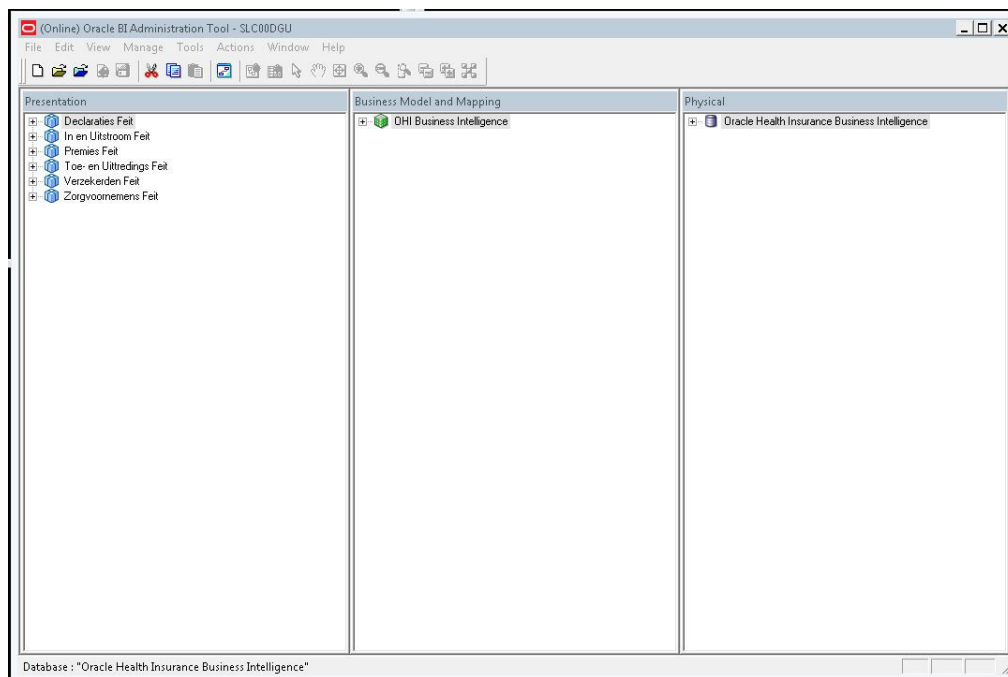 (Online) Oracle BI Administration Tool - SLC00DGU
File Edit View Manage Tools Actions Window Help
Presentation
Declaraties Feit
In en Uitstroom Feit
Premies Feit
Toe- en Uittredings Feit
Verzekerden Feit
Zorgvoornemens Feit
Business Model and Mapping
OHI Business Intelligence
Physical
Oracle Health Insurance Business Intelligence
Database : "Oracle Health Insurance Business Intelligence"